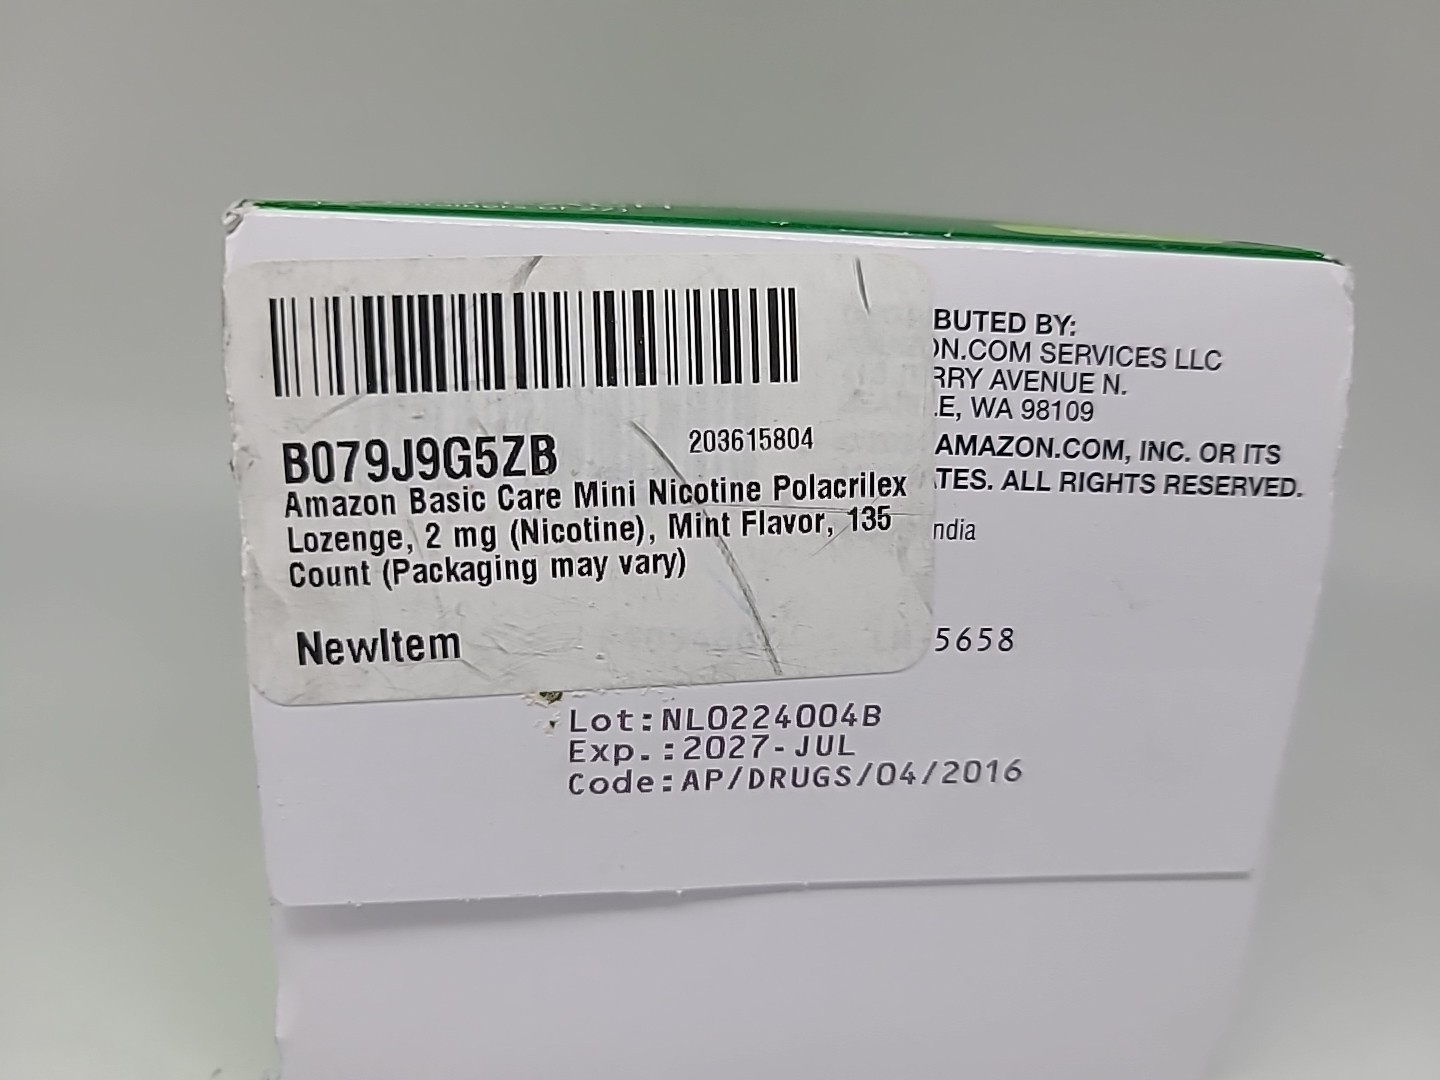 B079J9G5ZB
203615804
Amazon Basic Care Mini Nicotine Polacrilex
Lozenge, 2 mg (Nicotine), Mint Flavor, 135
Count (Packaging may vary)
NewItem
BUTED BY:
ON.COM SERVICES LLC
RRY AVENUE N.
LE, WA 98109
AMAZON.COM, INC. OR ITS
ATES. ALL RIGHTS RESERVED.
ndia
5658
Lot:NL0224004B
Exp.:2027-JUL
Code:AP/DRUGS/04/2016